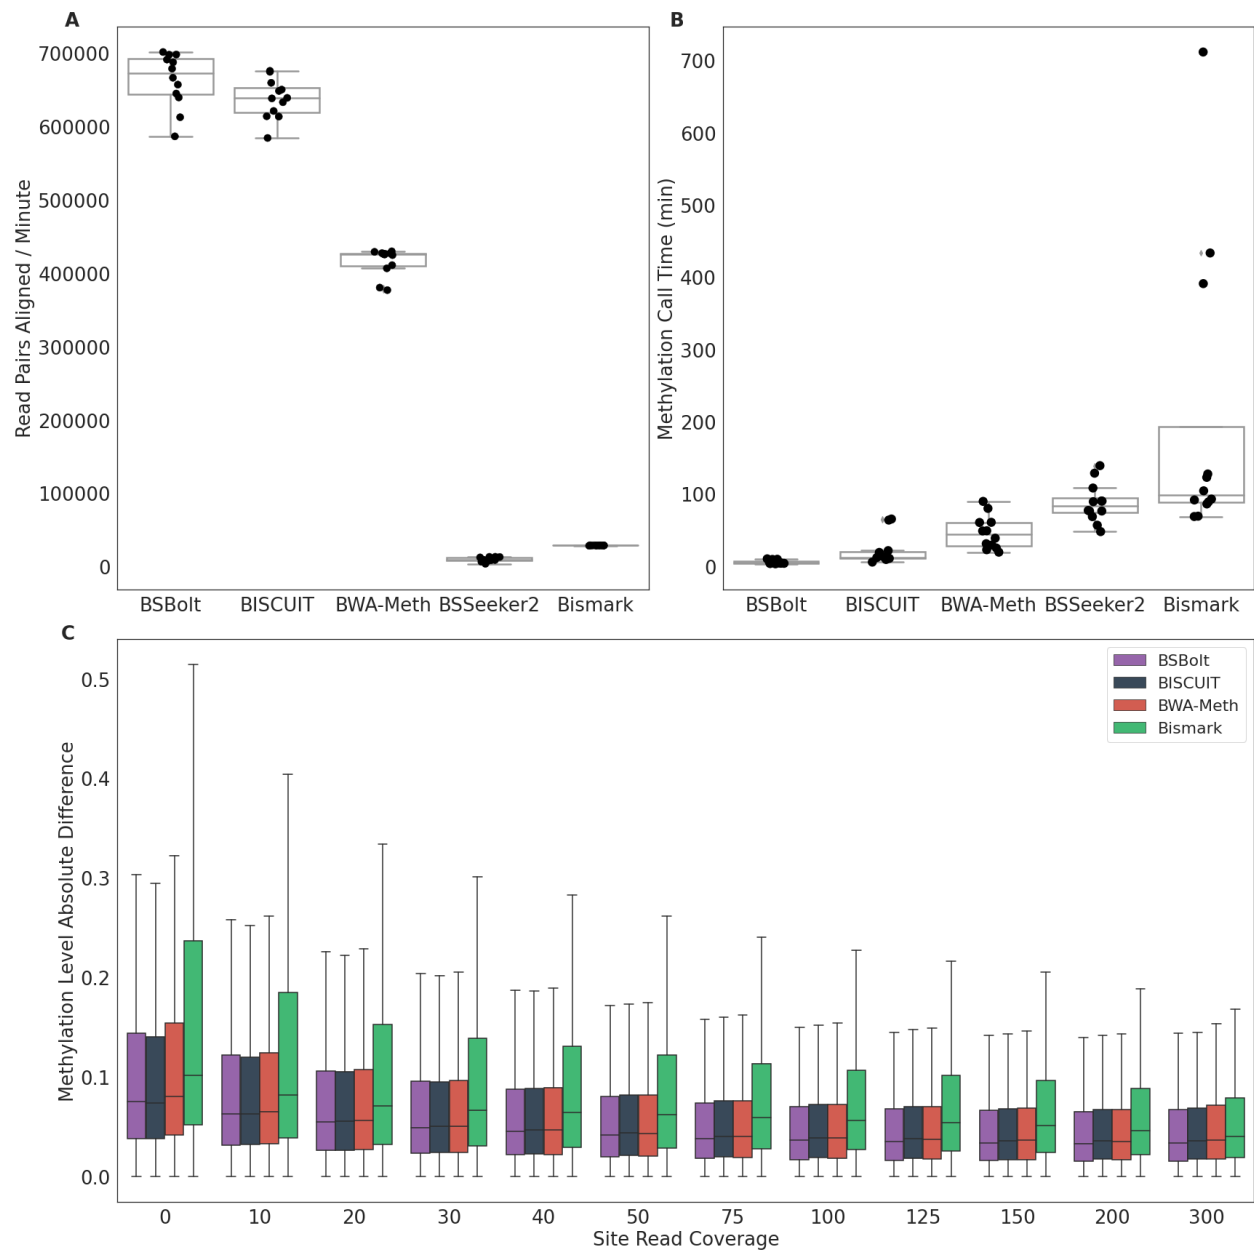 A
Read Pairs Aligned / Minute
700000
600000
500000
400000
300000
200000
100000
0
BSBolt BISCUIT BWA-Meth BSSeeker2 Bismark
B
Methylation Call Time (min)
700
600
500
400
300
200
100
0
BSBolt BISCUIT BWA-Meth BSSeeker2 Bismark
C
Methylation Level Absolute Difference
0.5
0.4
0.3
0.2
0.1
0.0
BSBolt
BISCUIT
BWA-Meth
Bismark
0 10 20 30 40 50 75 100 125 150 200 300
Site Read Coverage